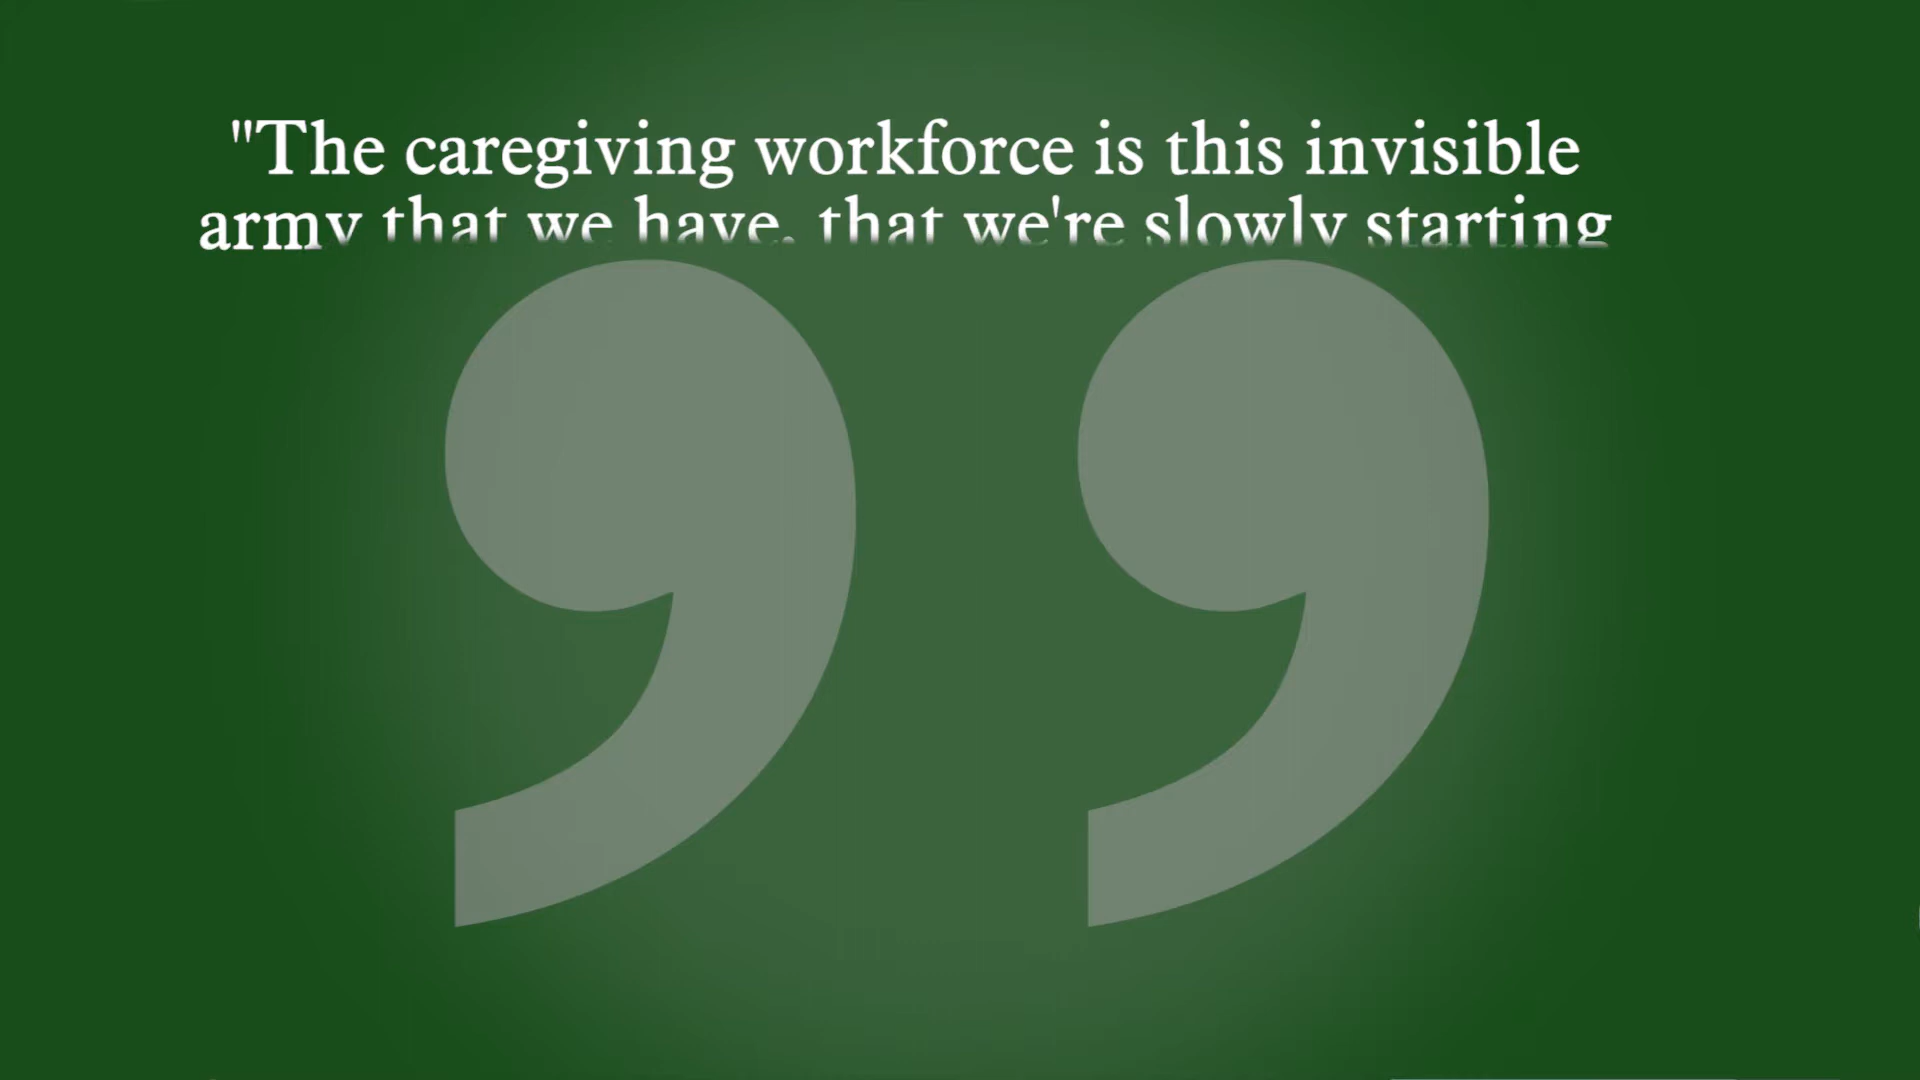 "The caregiving workforce is this invisible
army that we have, that we're slowly starting